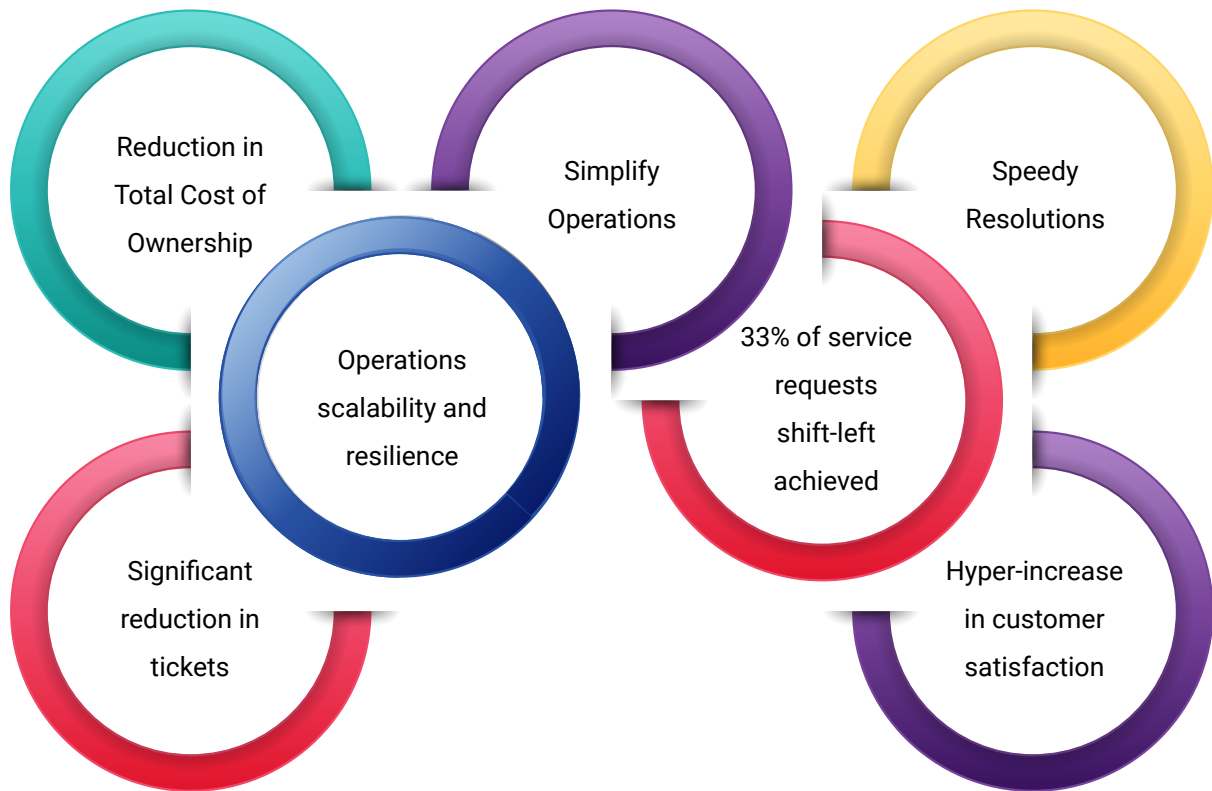 Reduction in
Total Cost of
Ownership
Simplify
Operations
Speedy
Resolutions
Operations
scalability and
resilience
33% of service
requests
shift-left
achieved
Significant
reduction in
tickets
Hyper-increase
in customer
satisfaction